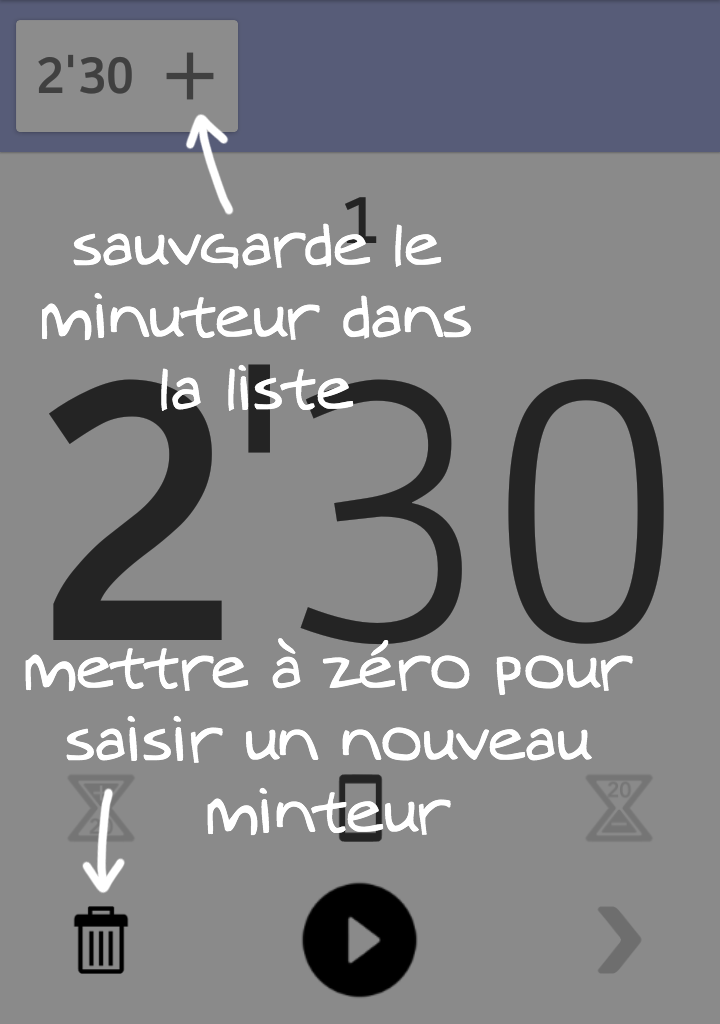 2'30 +
1
sauvgarde le
minuteur dans
la liste
2'30
mettre à zéro pour
saisir un nouveau
minteur
20